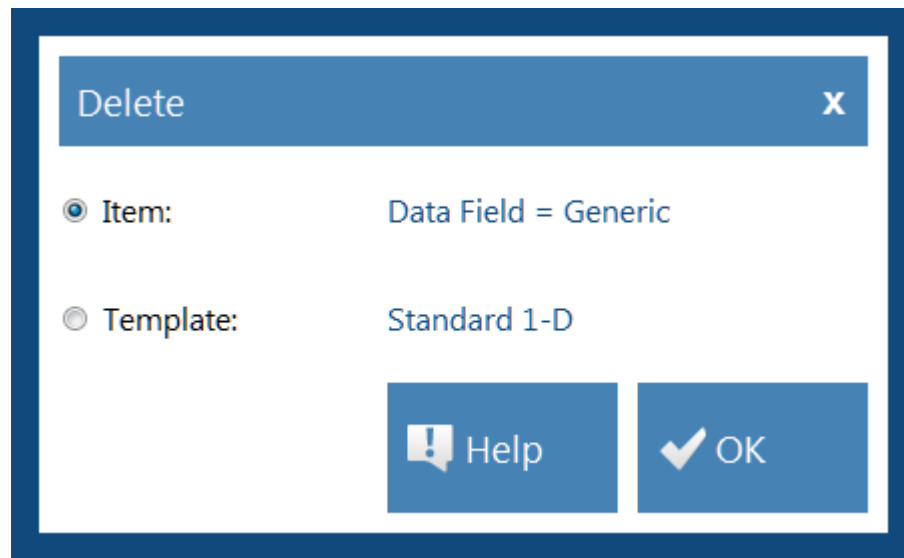 Delete x
Item: Data Field = Generic
Template: Standard 1-D
Help OK